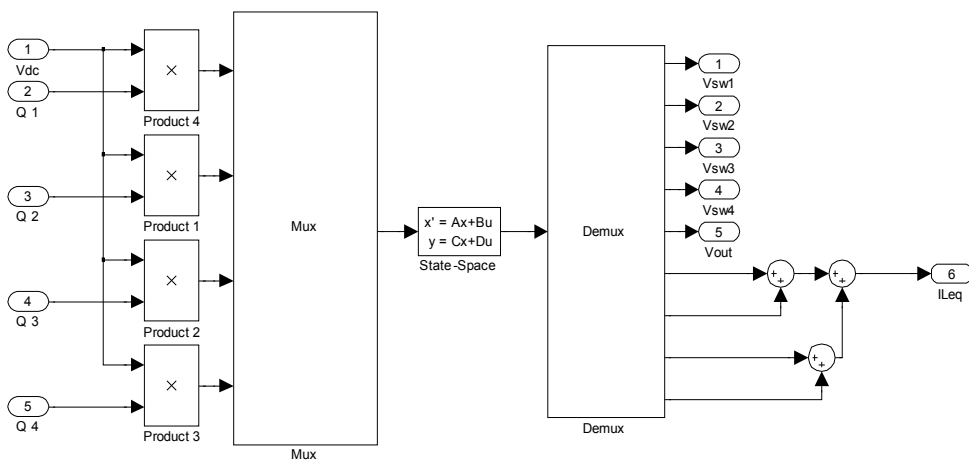 1
Vdc
2
Q 1
3
Q 2
4
Q 3
5
Q 4
×
Product 4
×
Product 1
×
Product 2
×
Product 3
Mux
Mux
x' = Ax+Bu
y = Cx+Du
State-Space
Demux
Demux
1
Vsw1
2
Vsw2
3
Vsw3
4
Vsw4
5
Vout
+
+
+
+
+
+
6
ILeq